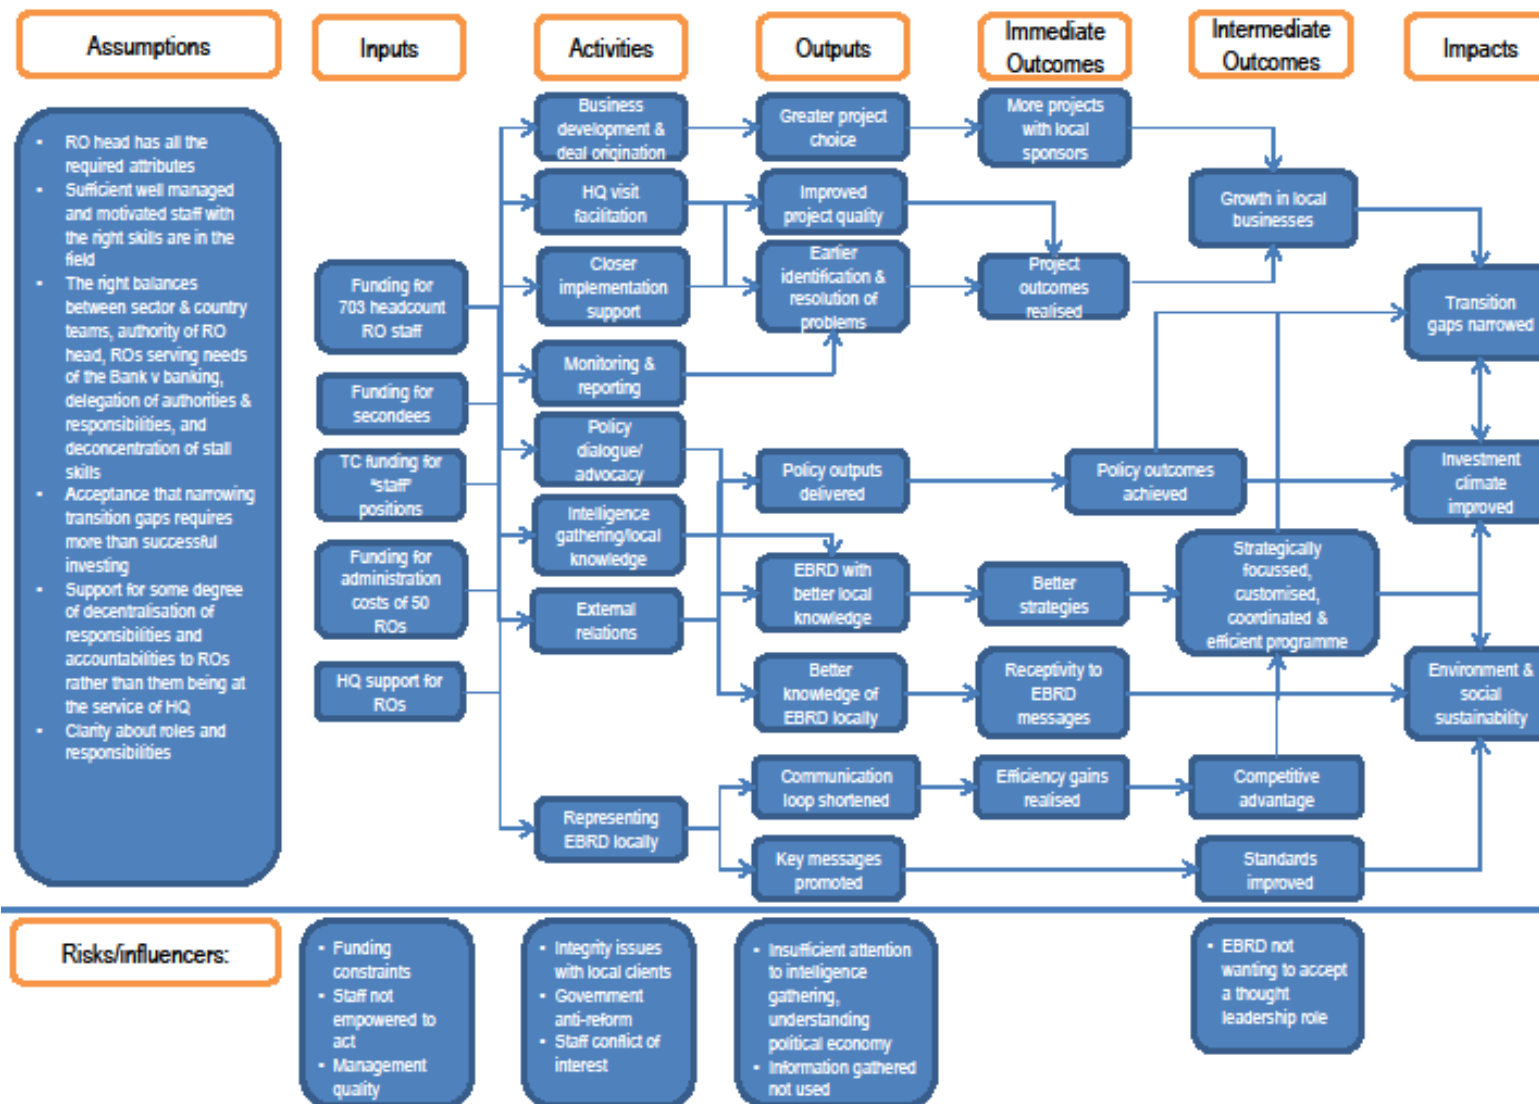 Assumptions
Inputs
Activities
Outputs
Immediate
Outcomes
Intermediate
Outcomes
Impacts
• RO head has all the
required attributes
• Sufficient well managed
and motivated staff with
the right skills are in the
field
• The right balances
between sector & country
teams, authority of RO
head, ROs serving needs
of the Bank v banking,
delegation of authorities &
responsibilities, and
deconcentration of stall
skills
• Acceptance that narrowing
transition gaps requires
more than successful
investing
• Support for some degree
of decentralisation of
responsibilities and
accountabilities to ROs
rather than them being at
the service of HQ
• Clarity about roles and
responsibilities
Funding for
703 headcount
RO staff
Funding for
secondees
TC funding for
"staff"
positions
Funding for
administration
costs of 50
ROs
HQ support for
ROs
Business
development &
deal origination
HQ visit
facilitation
Closer
implementation
support
Monitoring &
reporting
Policy
dialogue/
advocacy
Intelligence
gathering/local
knowledge
External
relations
Representing
EBRD locally
Greater project
choice
Improved
project quality
Earlier
identification &
resolution of
problems
Policy outputs
delivered
EBRD with
better local
knowledge
Better
knowledge of
EBRD locally
Communication
loop shortened
Key messages
promoted
More projects
with local
sponsors
Project
outcomes
realised
Policy outcomes
achieved
Better
strategies
Receptivity to
EBRD
messages
Efficiency gains
realised
Growth in local
businesses
Strategically
focussed,
customised,
coordinated &
efficient programme
Competitive
advantage
Standards
improved
Transition
gaps narrowed
Investment
climate
improved
Environment &
social
sustainability
Risks/influencers:
• Funding
constraints
• Staff not
empowered to
act
• Management
quality
• Integrity issues
with local clients
• Government
anti-reform
• Staff conflict of
interest
• Insufficient attention
to intelligence
gathering,
understanding
political economy
• Information gathered
not used
• EBRD not
wanting to accept
a thought
leadership role